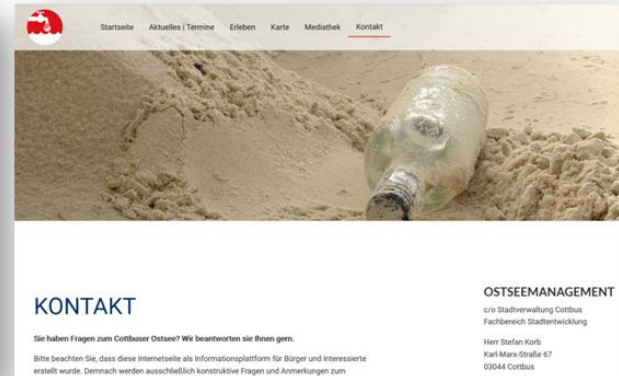 Startseite Aktuelles | Termine Erleben Karte Mediathek Kontakt
KONTAKT
Sie haben Fragen zum Cottbuser Ostsee? Wir beantworten sie Ihnen gern.
Bitte beachten Sie, dass diese Internetseite als Informationsplattform für Bürger und Interessierte
erstellt wurde. Demnach werden ausschließlich konstruktive Fragen und Anmerkungen zum
OSTSEEMANAGEMENT
c/o Stadtverwaltung Cottbus
Fachbereich Stadtentwicklung
Herr Stefan Korb
Karl-Marx-Straße 67
03044 Cottbus